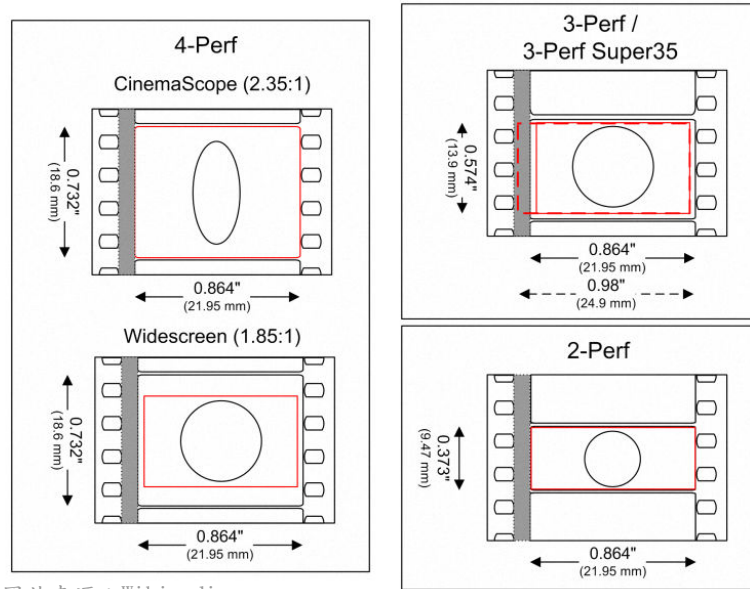 4-Perf
CinemaScope (2.35:1)
0.732"
(18.6 mm)
0.864"
(21.95 mm)
Widescreen (1.85:1)
0.732"
(18.6 mm)
0.864"
(21.95 mm)
3-Perf /
3-Perf Super35
0.574"
(13.9 mm)
0.864"
(21.95 mm)
0.98"
(24.9 mm)
2-Perf
0.373"
(9.47 mm)
0.864"
(21.95 mm)